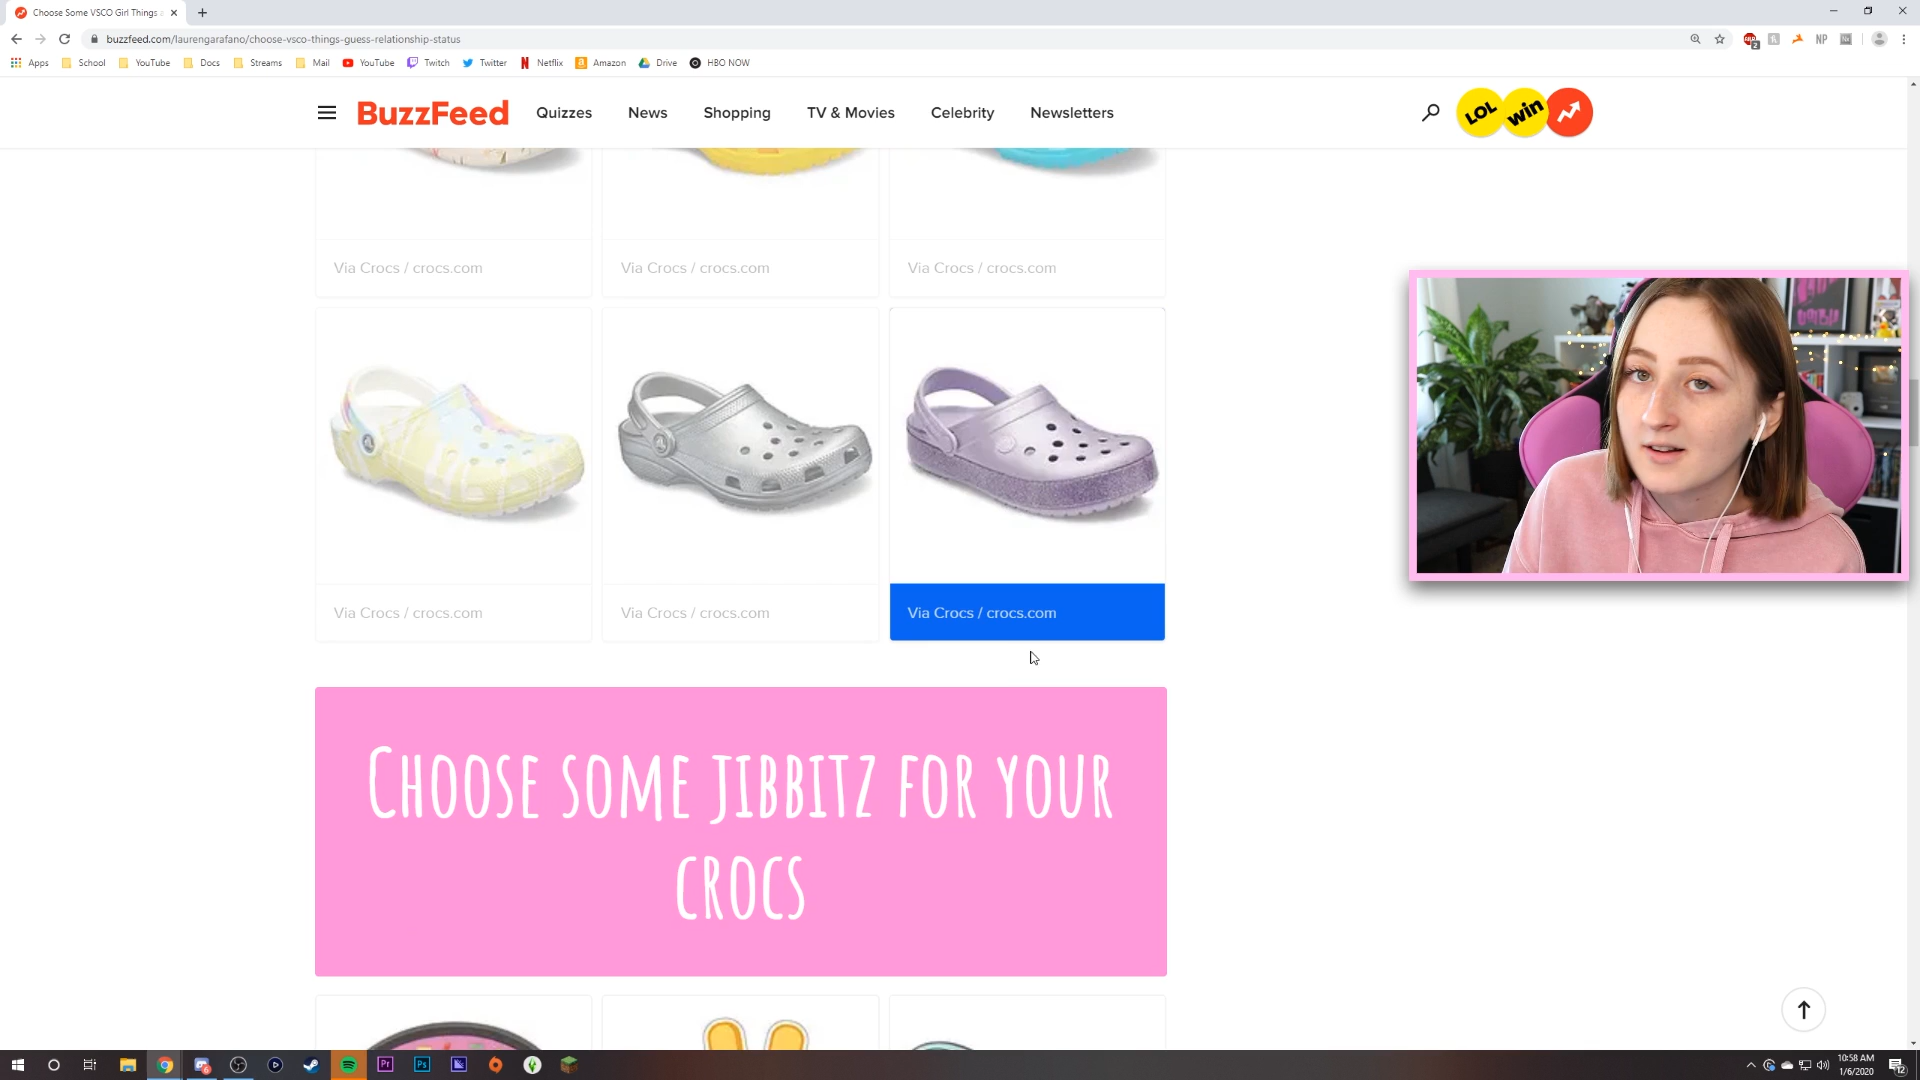 Choose Some VSCO Girl Things a
buzzfeed.com/laurengarafano/choose-vsco-things-guess-relationship-status
Apps School YouTube Docs Streams Mail YouTube Twitch Twitter Netflix Amazon Drive HBO NOW
BuzzFeed Quizzes News Shopping TV & Movies Celebrity Newsletters LOL win
Via Crocs / crocs.com Via Crocs / crocs.com Via Crocs / crocs.com
Via Crocs / crocs.com Via Crocs / crocs.com Via Crocs / crocs.com
Choose some jibbitz for your
crocs
10:58 AM
1/6/2020